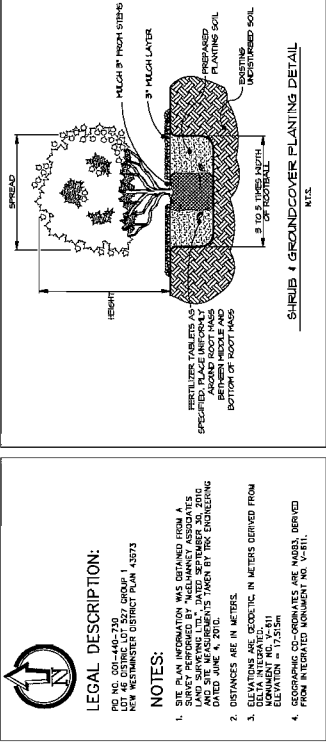 N
LEGAL DESCRIPTION:
PID NO. 001-440-730
LOT 46 DISTRIC LOT 527 GROUP 1
NEW WESTMINSTER DISTRICT PLAN 43573
NOTES:
1. SITE PLAN INFORMATION WAS OBTAINED FROM A
SURVEY PERFORMED BY "McELHANNEY ASSOCIATES
LAND SURVEYING LTD.", DATED SEPTEMBER 30, 2010
AND SITE MEASUREMENTS TAKEN BY TRK ENGINEERING
DATED JUNE 4, 2010.
2. DISTANCES ARE IN METERS.
3. ELEVATIONS ARE GEODETIC, IN METERS DERIVED FROM
DELTA INTEGRATED.
MONUMENT NO. V-611
ELEVATION = 17.515m
4. GEOGRAPHIC CO-ORDINATES ARE NAD83, DERIVED
FROM INTEGRATED MONUMENT NO. V-611.
SPREAD
HEIGHT
MULCH 3" FROM STEMS
3" MULCH LAYER
PREPARED
PLANTING SOIL
EXISTING
UNDISTURBED SOIL
FERTILIZER TABLETS AS
SPECIFIED, PLACE UNIFORMLY
AROUND ROOT MASS
BETWEEN MIDDLE AND
BOTTOM OF ROOT MASS
3 TO 5 TIMES WIDTH
OF ROOTBALL
SHRUB & GROUNDCOVER PLANTING DETAIL
N.T.S.